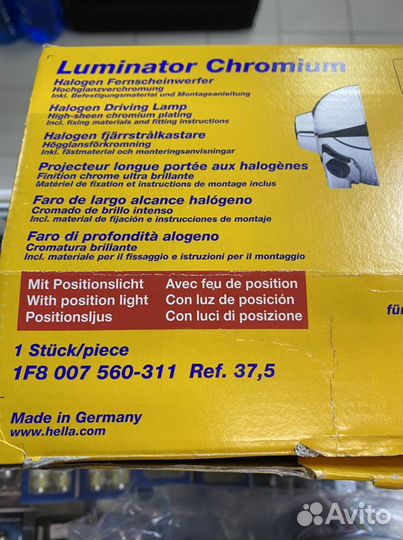 Luminator Chromium
Halogen Fernscheinwerfer
Hochglanzverchromung
Inkl. Befestigungsmaterial und Montageanleitung
Halogen Driving Lamp
High-sheen chromium plating
Incl. fixing materials and fitting instructions
Halogen fjärrstrålkastare
Högglansförkromning
Inkl. fästmaterial och monteringsanvisningar
Projecteur longue portée aux halogènes
Finition chrome ultra brillante
Matériel de fixation et instructions de montage inclus
Faro de largo alcance halógeno
Cromado de brillo intenso
Incl. material de fijación e instrucciones de montaje
Faro di profondità alogeno
Cromatura brillante
Incl. materiale per il fissaggio e istruzioni per il montaggio
Mit Positionslicht
With position light
Positionsljus
Avec feu de position
Con luz de posición
Con luci di posizione
für
1 Stück/piece
1F8 007 560-311 Ref. 37,5
Made in Germany
www.hella.com
Avito